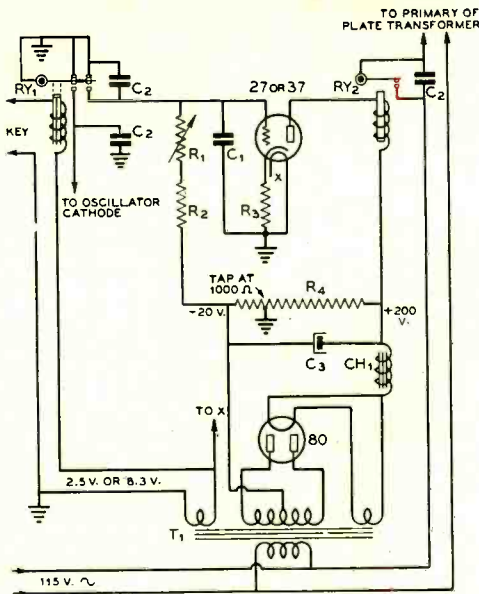 TO PRIMARY OF
PLATE TRANSFORMER
RY1
C2
RY2
C2
27 OR 37
KEY
C2
R1
C1
X
TO OSCILLATOR
CATHODE
R2
R3
TAP AT
1000 Ω
R4
-20 V.
+200
V.
C3
CH1
80
TO X
2.5 V. OR 6.3 V.
T1
115 V. ~